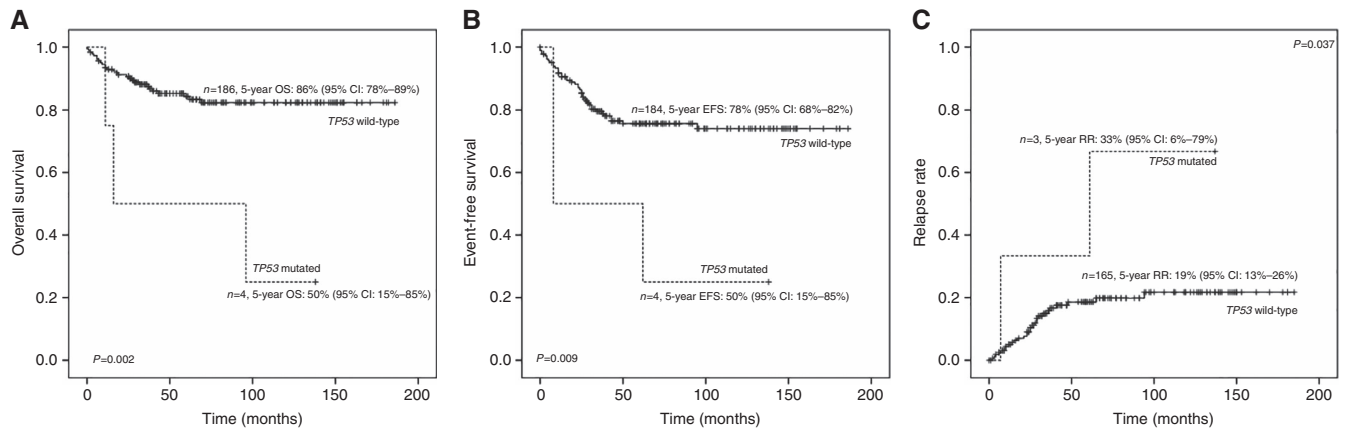 A
Overall survival
1.0
0.8
0.6
0.4
0.2
0.0
n=186, 5-year OS: 86% (95% CI: 78%–89%)
TP53 wild-type
TP53 mutated
n=4, 5-year OS: 50% (95% CI: 15%–85%)
P=0.002
0 50 100 150 200
Time (months)
B
Event-free survival
1.0
0.8
0.6
0.4
0.2
0.0
n=184, 5-year EFS: 78% (95% CI: 68%–82%)
TP53 wild-type
TP53 mutated
n=4, 5-year EFS: 50% (95% CI: 15%–85%)
P=0.009
0 50 100 150 200
Time (months)
C
Relapse rate
1.0
0.8
0.6
0.4
0.2
0.0
P=0.037
n=3, 5-year RR: 33% (95% CI: 6%–79%)
TP53 mutated
n=165, 5-year RR: 19% (95% CI: 13%–26%)
TP53 wild-type
0 50 100 150 200
Time (months)